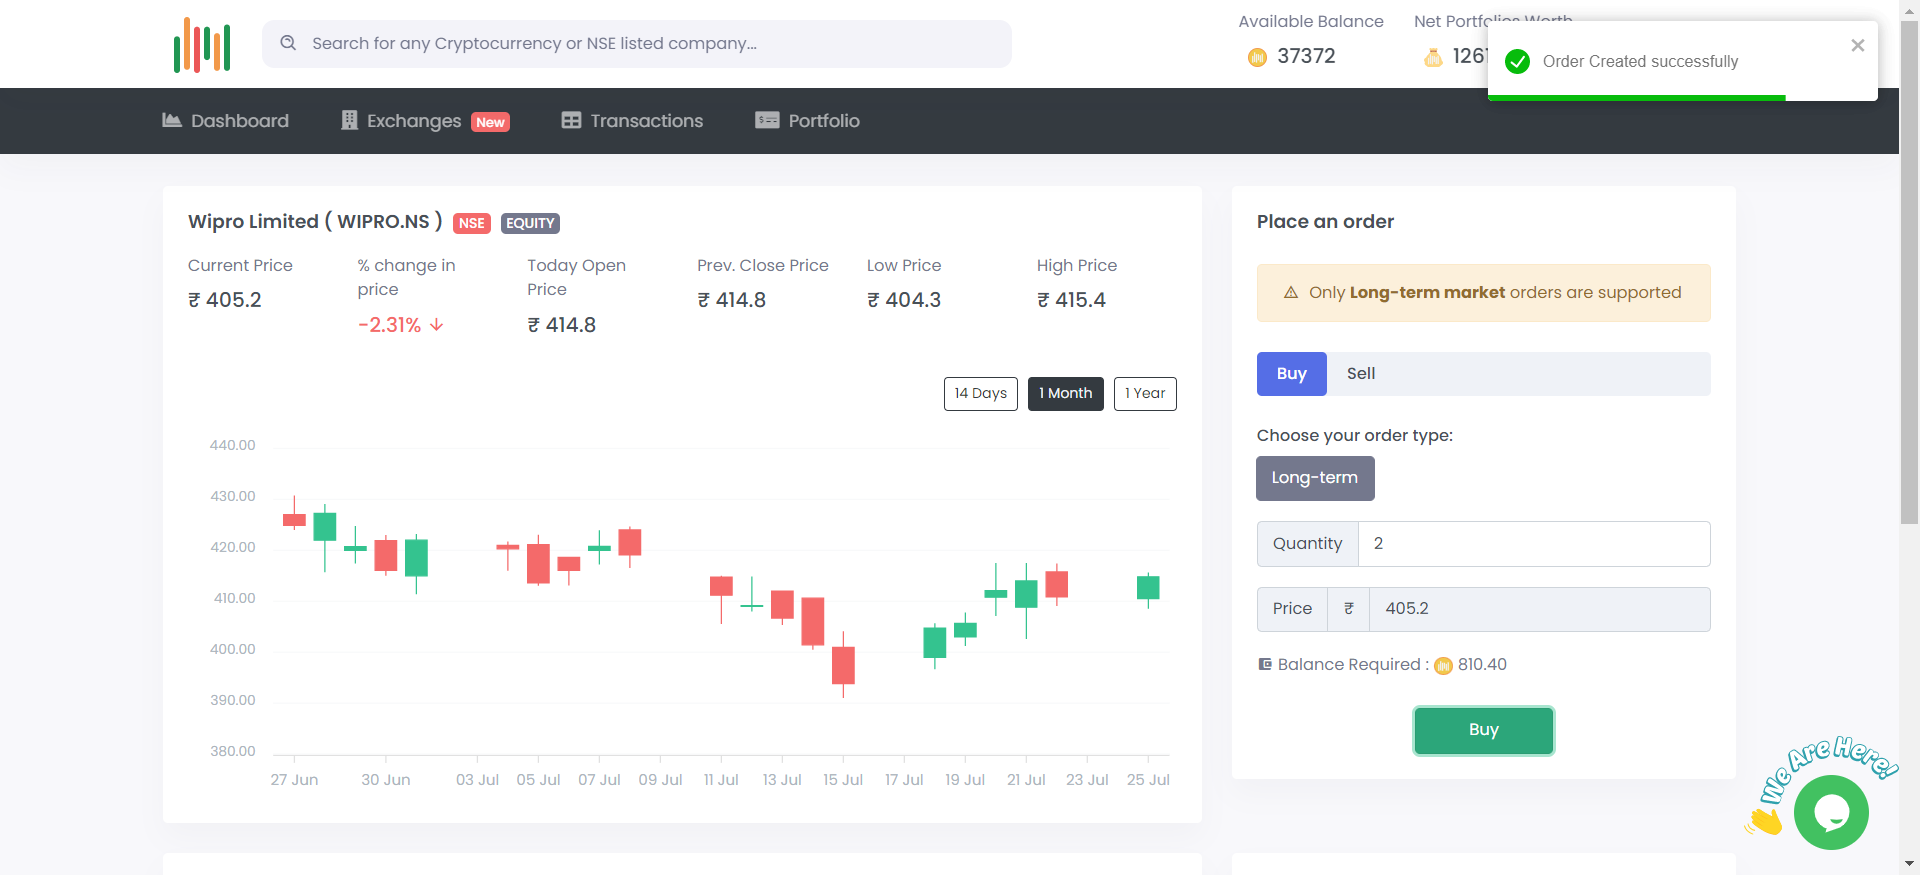 Search for any Cryptocurrency or NSE listed company...
Available Balance
37372
Order Created successfully
Dashboard
Exchanges New
Transactions
Portfolio
Wipro Limited ( WIPRO.NS ) NSE EQUITY
Current Price
₹ 405.2
% change in
price
-2.31%
Today Open
Price
₹ 414.8
Prev. Close Price
₹ 414.8
Low Price
₹ 404.3
High Price
₹ 415.4
14 Days
1 Month
1 Year
440.00
430.00
420.00
410.00
400.00
390.00
380.00
27 Jun
30 Jun
03 Jul
05 Jul
07 Jul
09 Jul
11 Jul
13 Jul
15 Jul
17 Jul
19 Jul
21 Jul
23 Jul
25 Jul
Place an order
Only Long-term market orders are supported
Buy
Sell
Choose your order type:
Long-term
Quantity
2
Price
₹
405.2
Balance Required : 810.40
Buy
We Are Here!